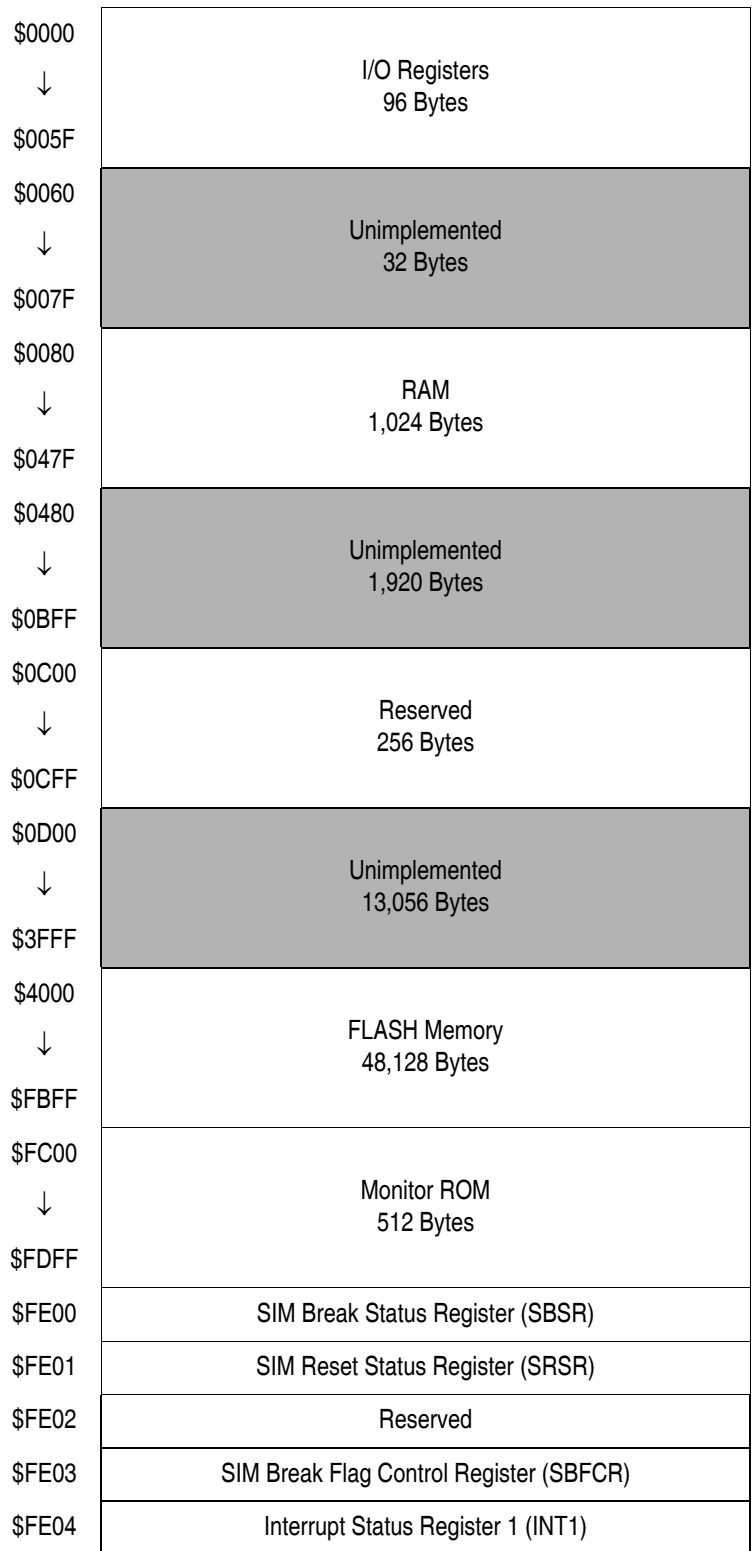 $0000
↓
$005F
I/O Registers
96 Bytes
$0060
↓
$007F
Unimplemented
32 Bytes
$0080
↓
$047F
RAM
1,024 Bytes
$0480
↓
$0BFF
Unimplemented
1,920 Bytes
$0C00
↓
$0CFF
Reserved
256 Bytes
$0D00
↓
$3FFF
Unimplemented
13,056 Bytes
$4000
↓
$FBFF
FLASH Memory
48,128 Bytes
$FC00
↓
$FDFF
Monitor ROM
512 Bytes
$FE00 SIM Break Status Register (SBSR)
$FE01 SIM Reset Status Register (SRSR)
$FE02 Reserved
$FE03 SIM Break Flag Control Register (SBFCR)
$FE04 Interrupt Status Register 1 (INT1)